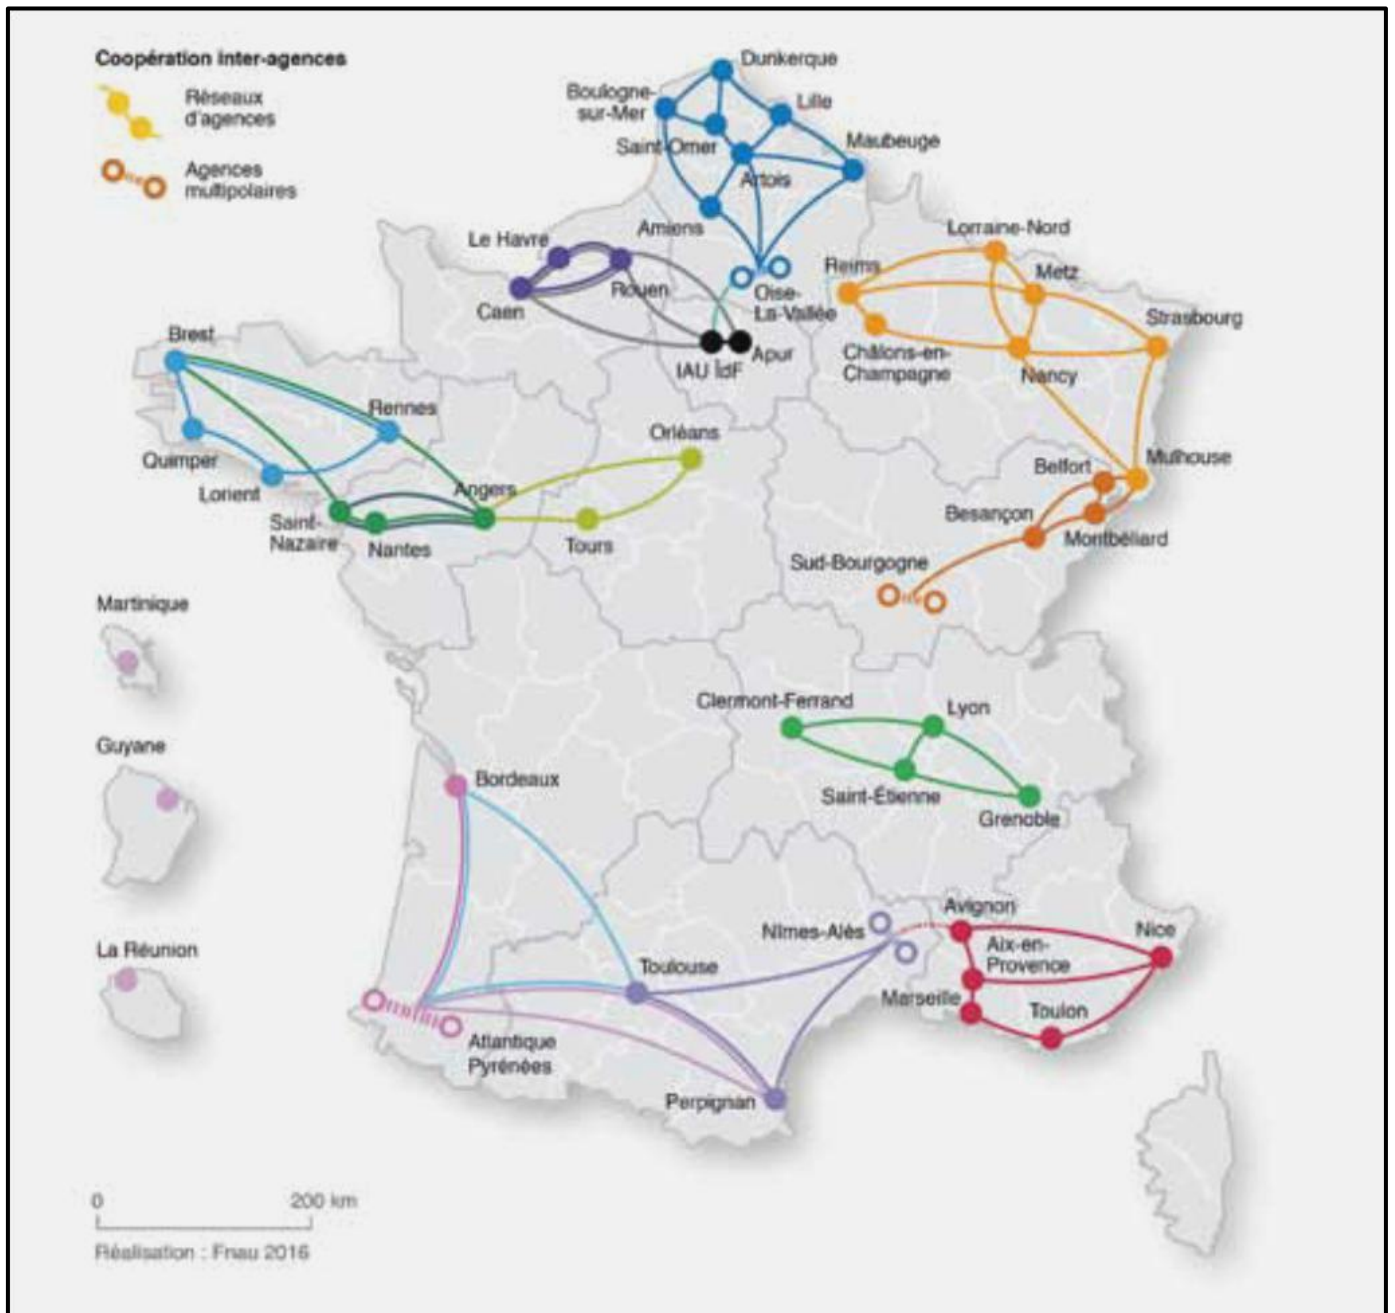 Coopération inter-agences
Réseaux
d'agences
Agences
multipolaires
Dunkerque
Boulogne-
sur-Mer
Lille
Saint-Omer
Maubeuge
Artois
Amiens
Le Havre
Rouen
Caen
Oise-
La-Vallée
IAU ÎdF
Apur
Lorraine-Nord
Reims
Metz
Strasbourg
Châlons-en-
Champagne
Nancy
Brest
Rennes
Quimper
Lorient
Orléans
Angers
Saint-
Nazaire
Nantes
Tours
Belfort
Mulhouse
Besançon
Montbéliard
Sud-Bourgogne
Martinique
Guyane
La Réunion
Clermont-Ferrand
Lyon
Saint-Étienne
Grenoble
Bordeaux
Nîmes-Alès
Avignon
Nice
Aix-en-
Provence
Toulouse
Marseille
Toulon
Atlantique
Pyrénées
Perpignan
0
200 km
Réalisation : Fnau 2016